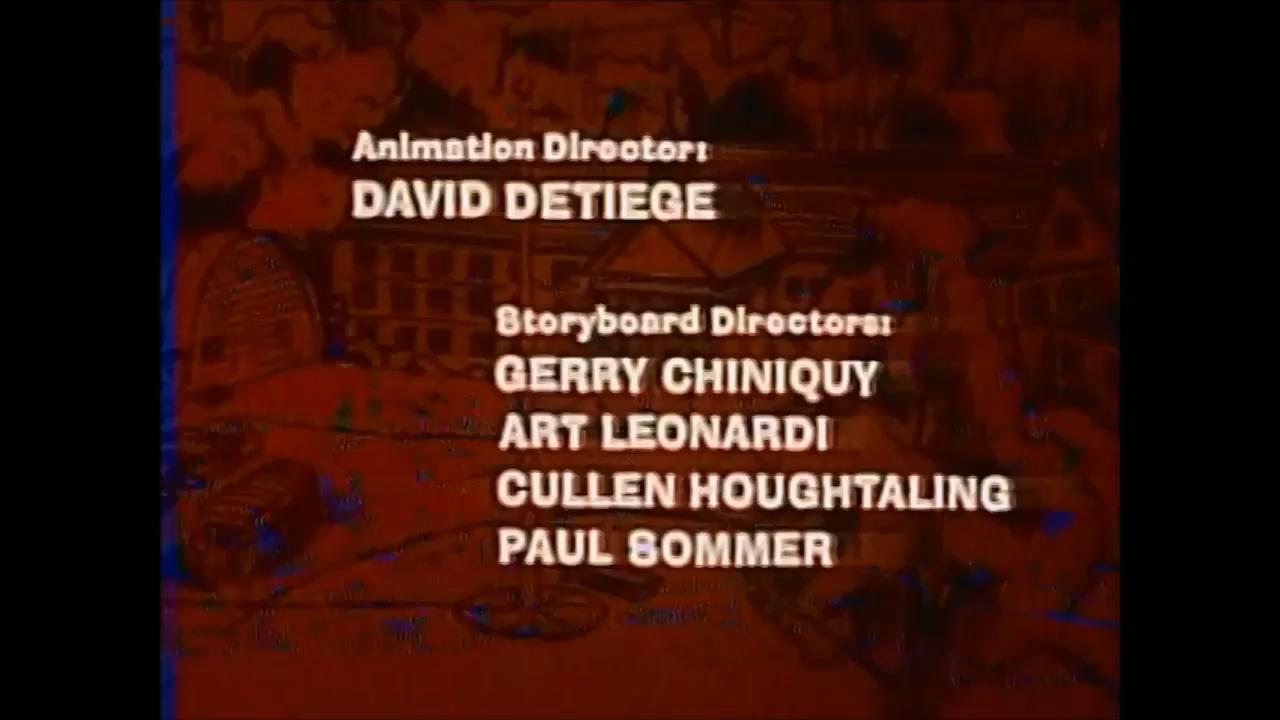 Animation Director:
DAVID DETIEGE
Storyboard Directors:
GERRY CHINIQUY
ART LEONARDI
CULLEN HOUGHTALING
PAUL SOMMER